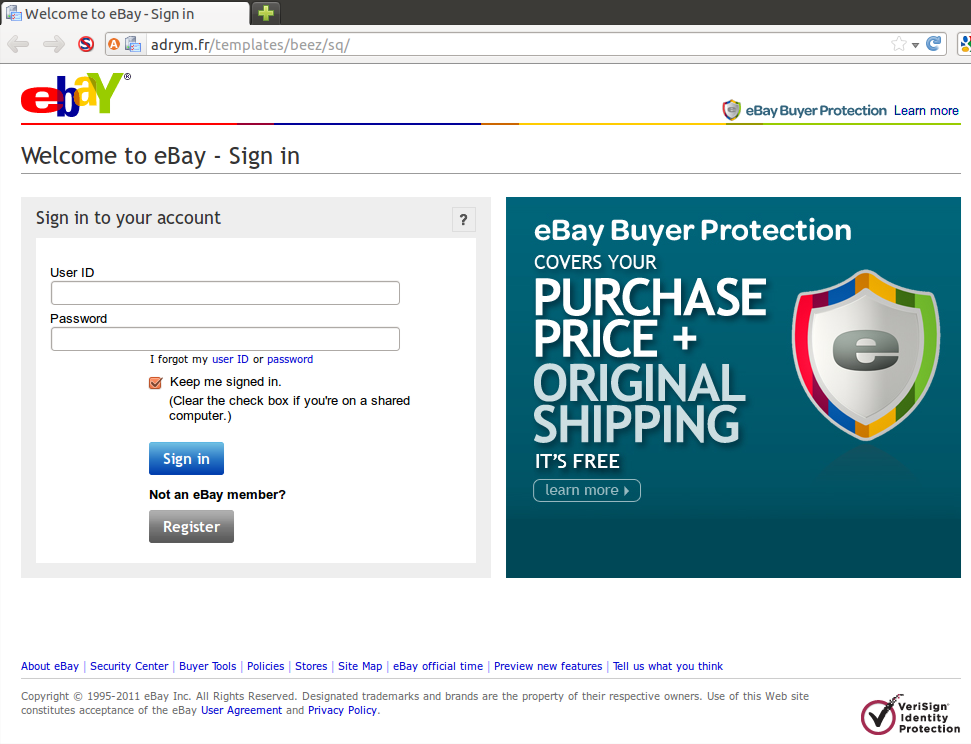 Welcome to eBay - Sign in
adrym.fr/templates/beez/sq/
ebaY®
eBay Buyer Protection Learn more
Welcome to eBay - Sign in
Sign in to your account
?
User ID
Password
I forgot my user ID or password
Keep me signed in.
(Clear the check box if you're on a shared
computer.)
Sign in
Not an eBay member?
Register
eBay Buyer Protection
COVERS YOUR
PURCHASE
PRICE +
ORIGINAL
SHIPPING
IT'S FREE
learn more
e
About eBay | Security Center | Buyer Tools | Policies | Stores | Site Map | eBay official time | Preview new features | Tell us what you think
Copyright © 1995-2011 eBay Inc. All Rights Reserved. Designated trademarks and brands are the property of their respective owners. Use of this Web site
constitutes acceptance of the eBay User Agreement and Privacy Policy.
VeriSign
Identity
Protection